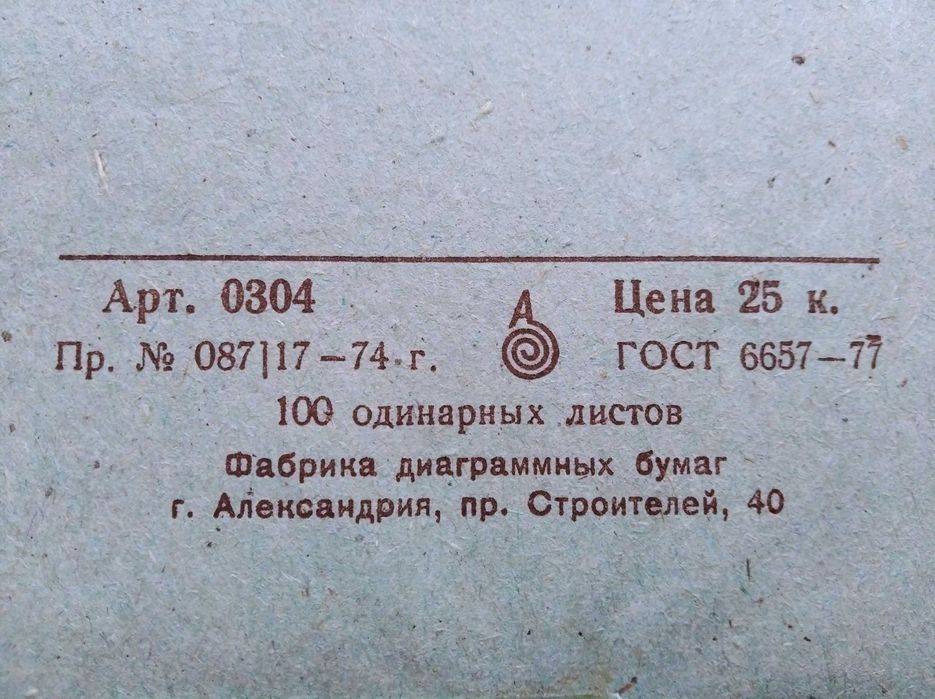 Арт. 0304
Цена 25 к.
А
Пр. № 087|17-74 г.
ГОСТ 6657-77
100 одинарных листов
Фабрика диаграммных бумаг
г. Александрия, пр. Строителей, 40